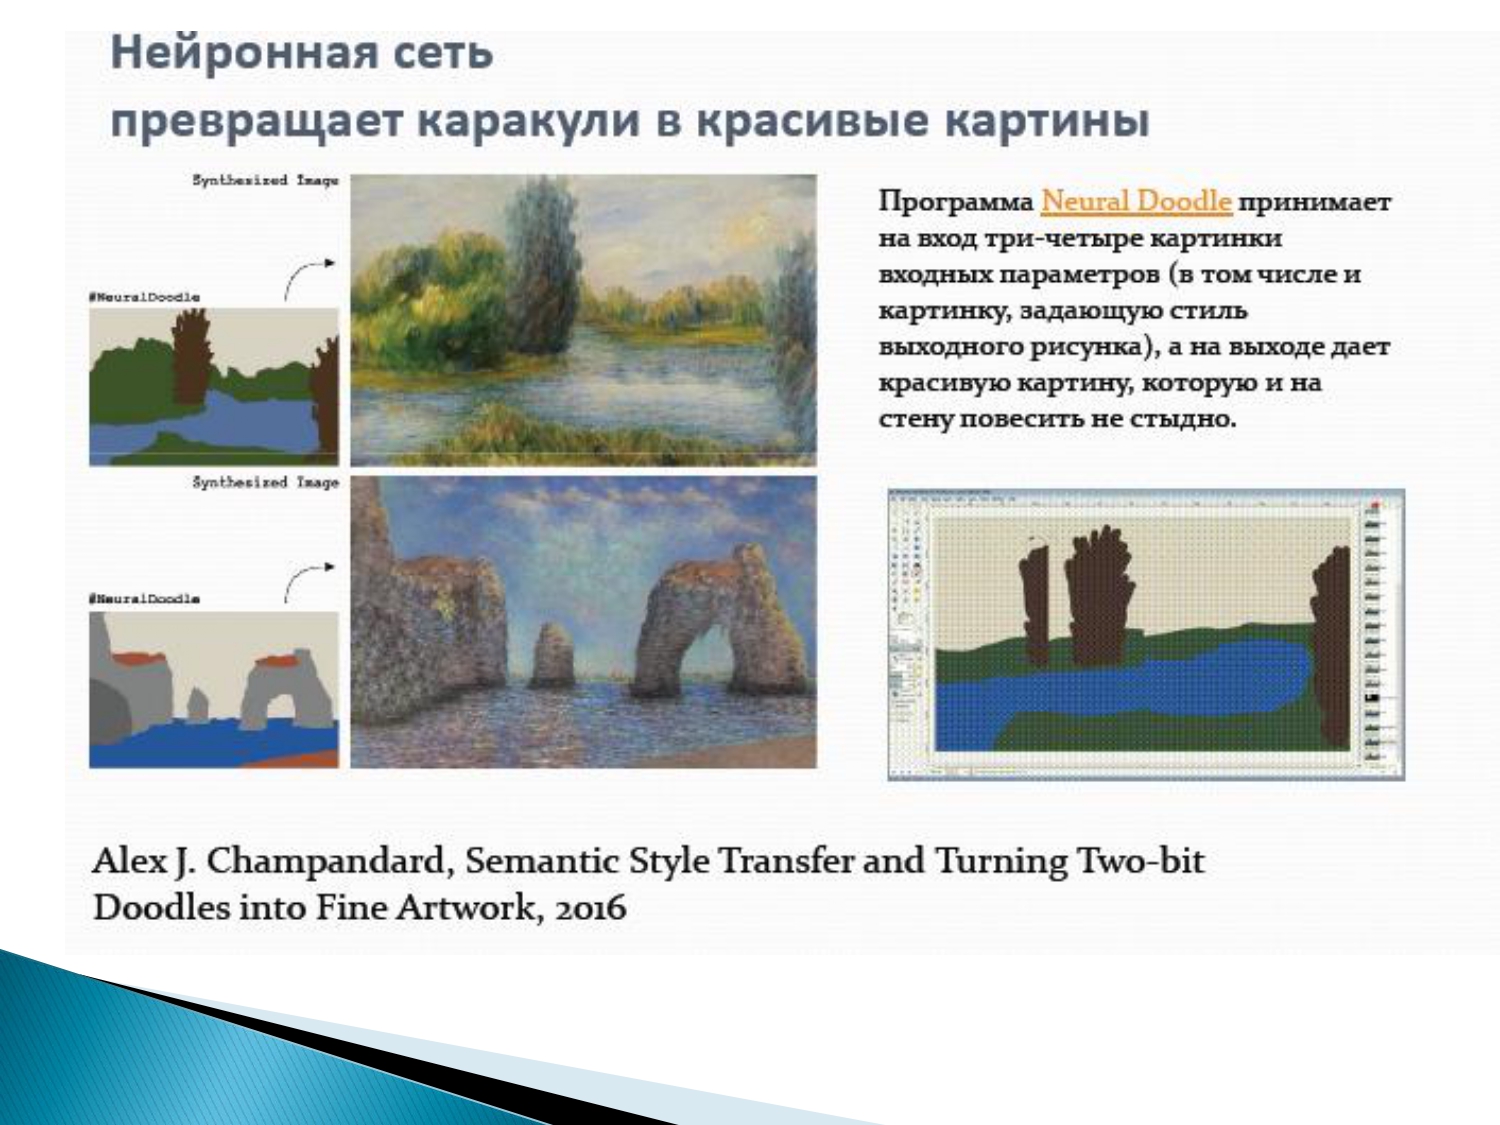 Нейронная сеть
превращает каракули в красивые картины
Synthesized Image
#NeuralDoodle
Synthesized Image
#NeuralDoodle
Программа Neural Doodle принимает
на вход три-четыре картинки
входных параметров (в том числе и
картинку, задающую стиль
выходного рисунка), а на выходе дает
красивую картину, которую и на
стену повесить не стыдно.
Alex J. Champandard, Semantic Style Transfer and Turning Two-bit
Doodles into Fine Artwork, 2016